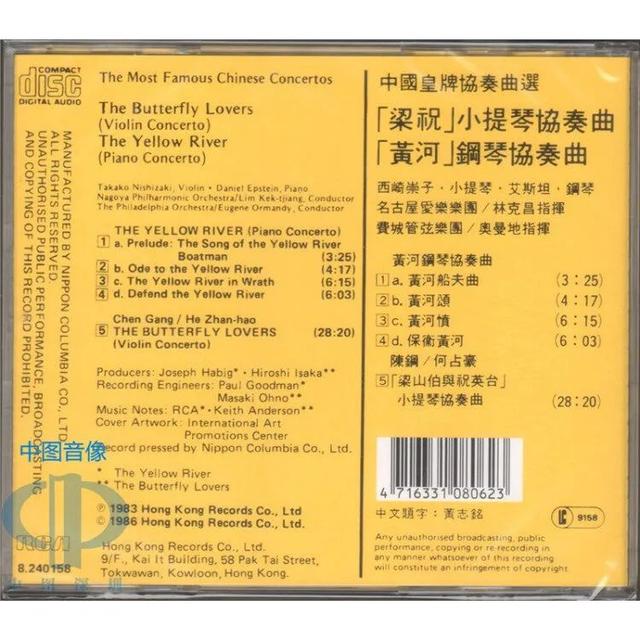 COMPACT
disc
DIGITAL AUDIO
MANUFACTURED BY NIPPON COLUMBIA CO., LTD
ALL RIGHTS RESERVED.
UNAUTHORISED PUBLIC PERFORMANCE, BROADCASTING
AND COPYING OF THIS RECORD PROHIBITED.
The Most Famous Chinese Concertos
The Butterfly Lovers
(Violin Concerto)
The Yellow River
(Piano Concerto)
Takako Nishizaki, Violin • Daniel Epstein, Piano
Nagoya Philharmonic Orchestra/Lim Kek-tjiang, Conductor
The Philadelphia Orchestra/Eugene Ormandy, Conductor
THE YELLOW RIVER (Piano Concerto)
1 a. Prelude: The Song of the Yellow River
Boatman (3:25)
2 b. Ode to the Yellow River (4:17)
3 c. The Yellow River in Wrath (6:15)
4 d. Defend the Yellow River (6:03)
Chen Gang / He Zhan-hao
5 THE BUTTERFLY LOVERS (28:20)
(Violin Concerto)
Producers: Joseph Habig* • Hiroshi Isaka**
Recording Engineers: Paul Goodman*
Masaki Ohno**
Music Notes: RCA* • Keith Anderson**
Cover Artwork: International Art
Promotions Center
Record pressed by Nippon Columbia Co., Ltd.
* The Yellow River
** The Butterfly Lovers
℗ 1983 Hong Kong Records Co., Ltd
© 1986 Hong Kong Records Co., Ltd
Hong Kong Records Co., Ltd.
9/F., Kai It Building, 58 Pak Tai Street,
Tokwawan, Kowloon, Hong Kong.
RCA
8.240158
中图音像
中國皇牌協奏曲選
「梁祝」小提琴協奏曲
「黃河」鋼琴協奏曲
西崎崇子,小提琴,艾斯坦,鋼琴
名古屋愛樂樂團/林克昌指揮
費城管弦樂團/奧曼地指揮
黃河鋼琴協奏曲
1 a. 黃河船夫曲 (3:25)
2 b. 黃河頌 (4:17)
3 c. 黃河憤 (6:15)
4 d. 保衛黃河 (6:03)
陳鋼/何占豪
5 「梁山伯與祝英台」
小提琴協奏曲 (28:20)
4 716331 080623
中文題字:黃志銘
9158
Any unauthorised broadcasting, public
performance, copying or re-recording in
any manner whatsoever of this recording
will constitute an infringement of copyright.